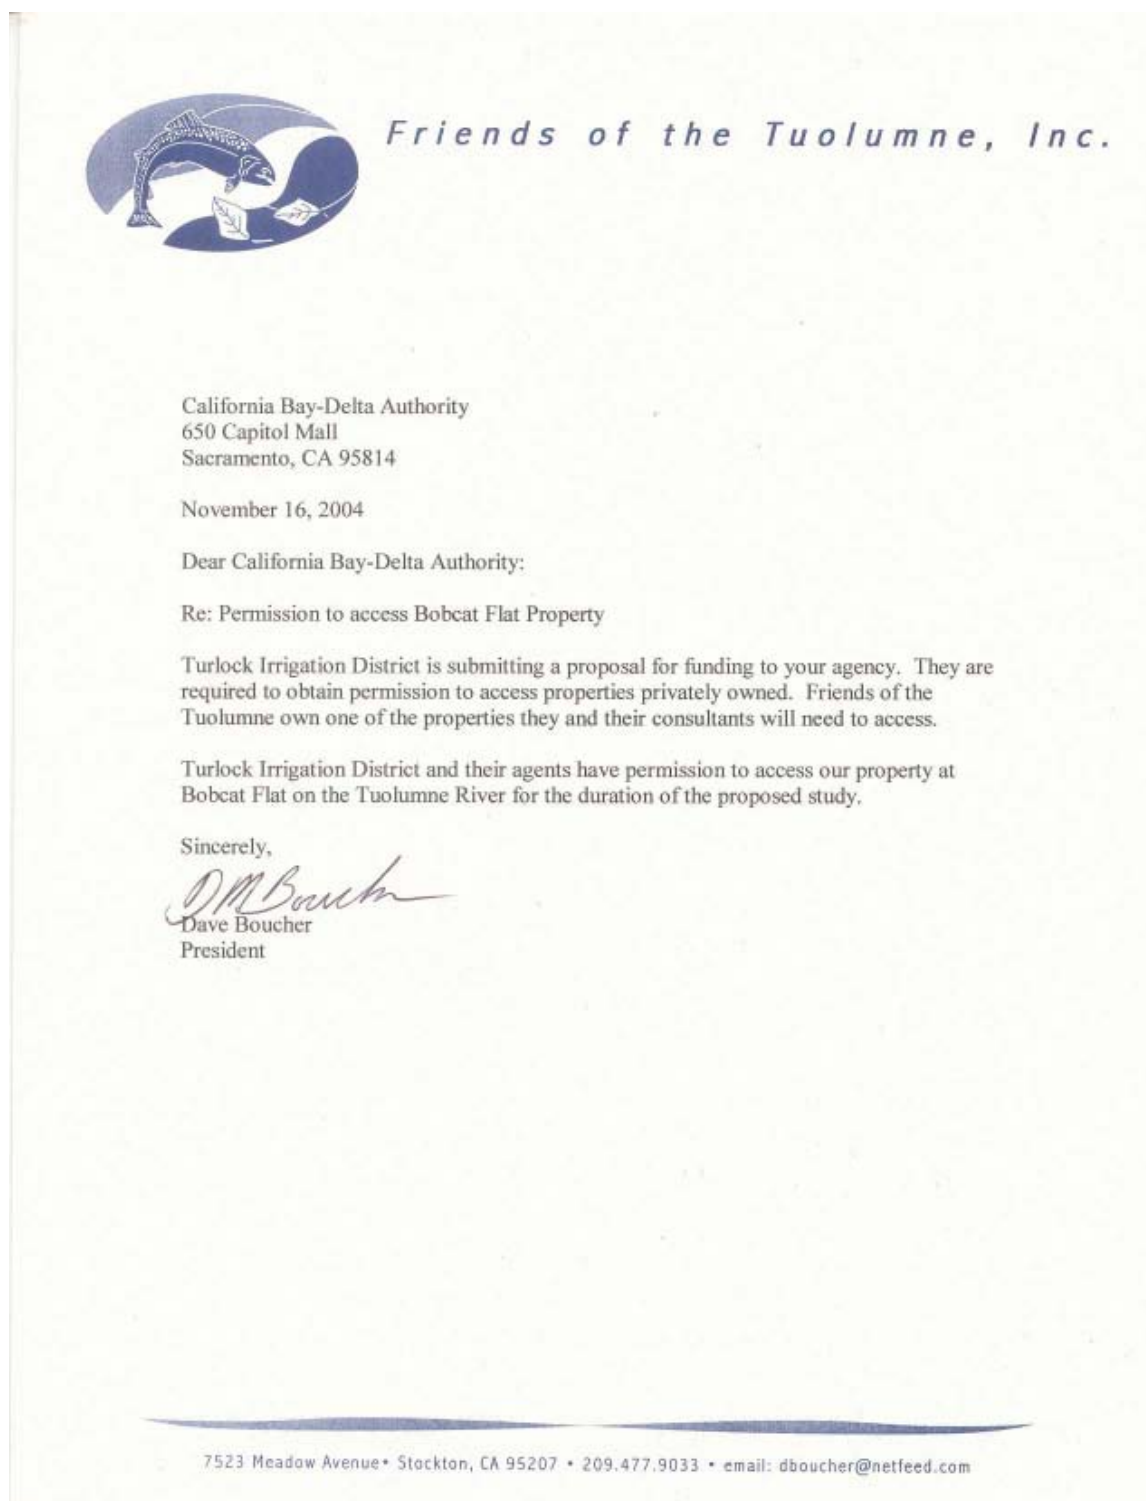 Friends of the Tuolumne, Inc.
California Bay-Delta Authority
650 Capitol Mall
Sacramento, CA 95814
November 16, 2004
Dear California Bay-Delta Authority:
Re: Permission to access Bobcat Flat Property
Turlock Irrigation District is submitting a proposal for funding to your agency. They are
required to obtain permission to access properties privately owned. Friends of the
Tuolumne own one of the properties they and their consultants will need to access.
Turlock Irrigation District and their agents have permission to access our property at
Bobcat Flat on the Tuolumne River for the duration of the proposed study.
Sincerely,
DMBoucher
Dave Boucher
President
7523 Meadow Avenue• Stockton, CA 95207 • 209.477.9033 • email: dboucher@netfeed.com